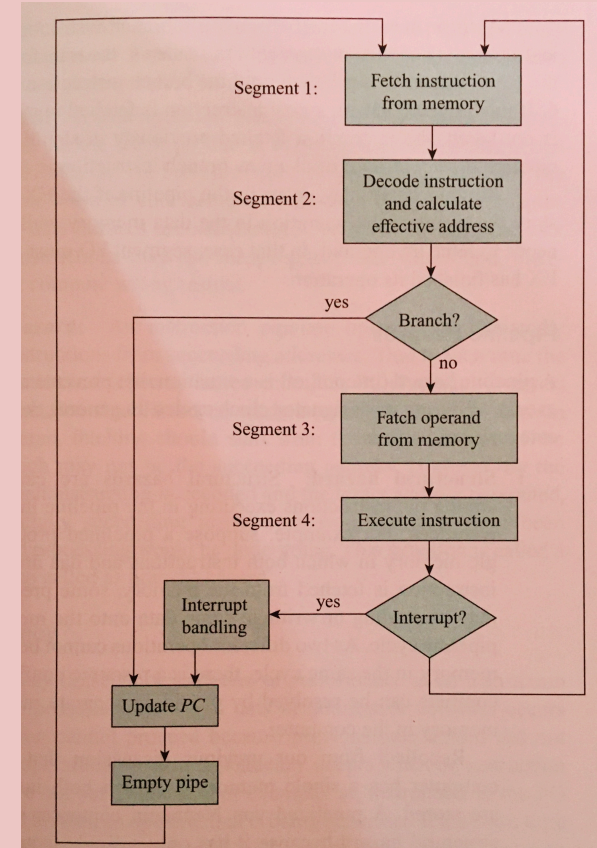 Segment 1:
Fetch instruction
from memory
Segment 2:
Decode instruction
and calculate
effective address
yes
Branch?
no
Segment 3:
Fatch operand
from memory
Segment 4:
Execute instruction
Interrupt
bandling
yes
Interrupt?
Update PC
Empty pipe